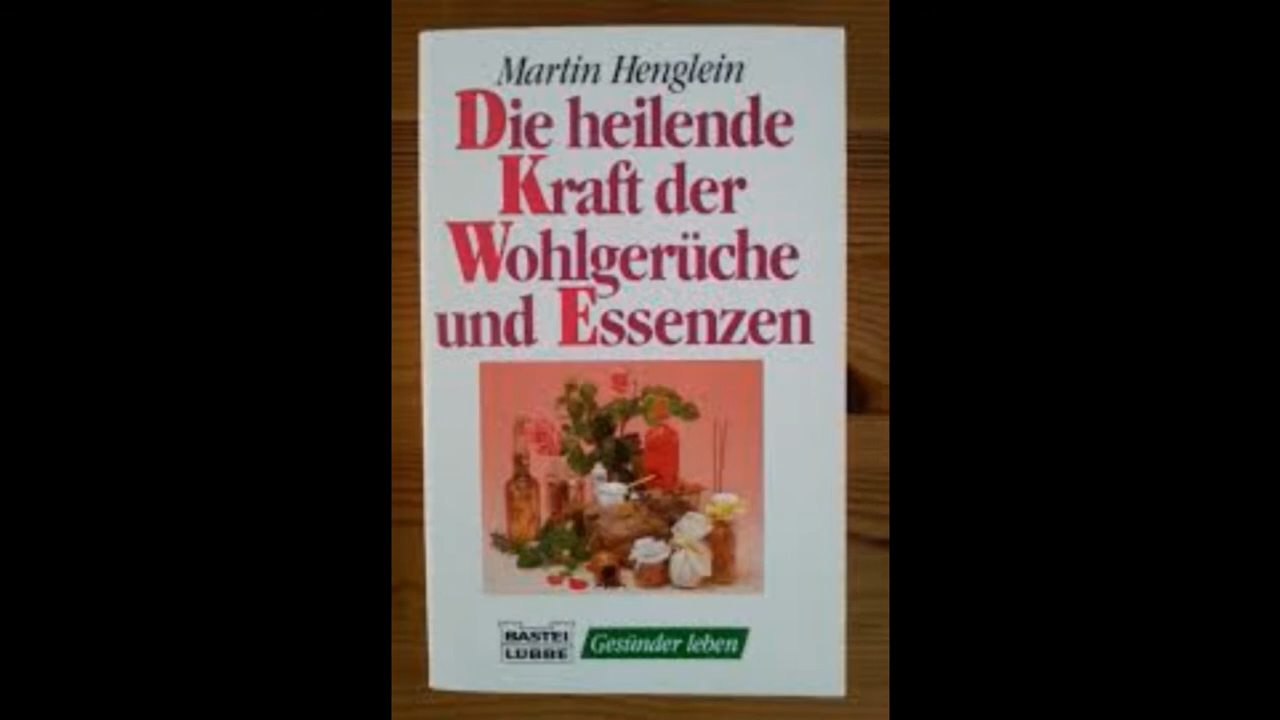 Martin Henglein
Die heilende
Kraft der
Wohlgerüche
und Essenzen
BASTEI
LÜBBE
Gesünder leben